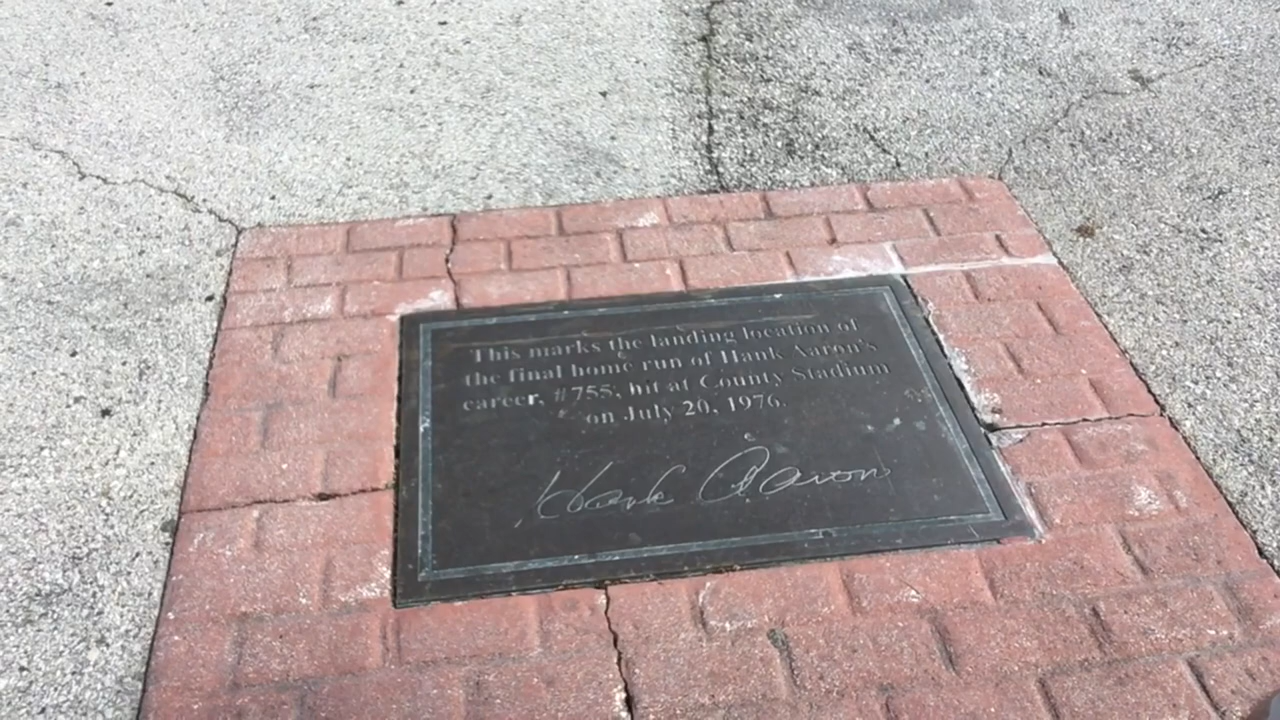 This marks the landing location of
the final home run of Hank Aaron's
career, #755, hit at County Stadium
on July 20, 1976.
Hank Aaron